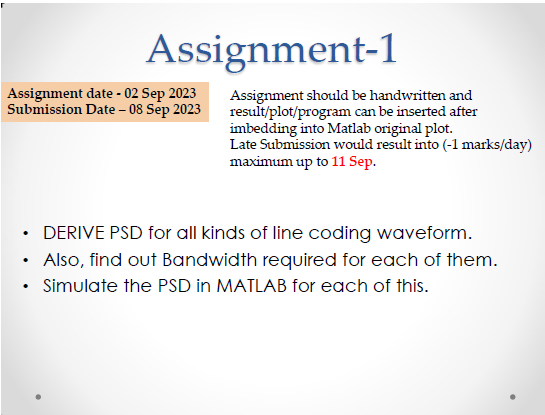 Assignment-1
Assignment date - 02 Sep 2023
Submission Date – 08 Sep 2023
Assignment should be handwritten and
result/plot/program can be inserted after
imbedding into Matlab original plot.
Late Submission would result into (-1 marks/day)
maximum up to 11 Sep.
• DERIVE PSD for all kinds of line coding waveform.
• Also, find out Bandwidth required for each of them.
• Simulate the PSD in MATLAB for each of this.